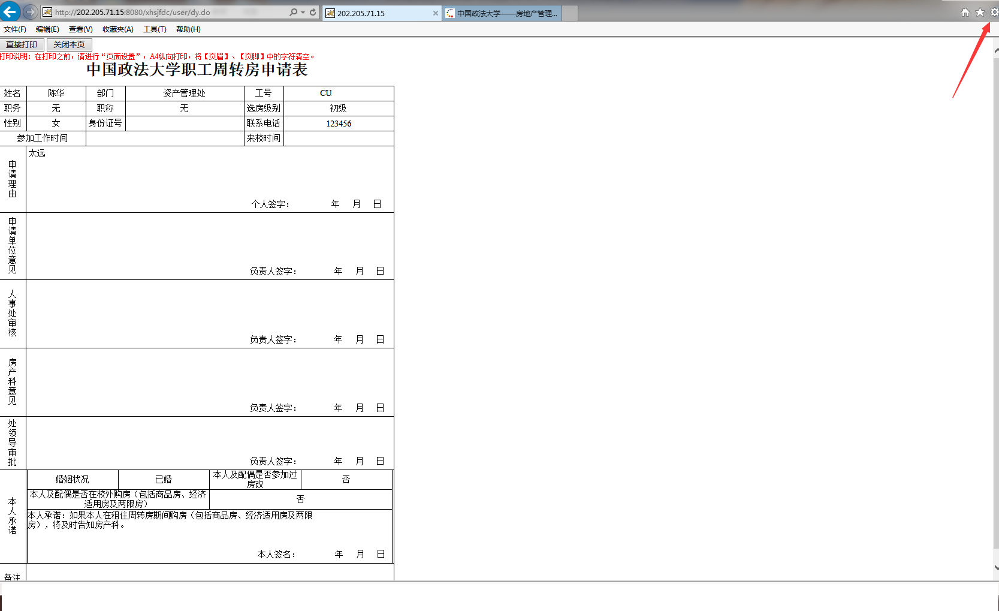 http://202.205.71.15:8080/xhsjfdc/user/dy.do
202.205.71.15
中国政法大学——房地产管理...
文件(F) 编辑(E) 查看(V) 收藏夹(A) 工具(T) 帮助(H)
直接打印 关闭本页
打印说明：在打印之前，请进行“页面设置”，A4纵向打印，将【页眉】、【页脚】中的字符清空。
中国政法大学职工周转房申请表
姓名 陈华 部门 资产管理处 工号 CU
职务 无 职称 无 选房级别 初级
性别 女 身份证号 联系电话 123456
参加工作时间 来校时间
申请理由
太远
个人签字： 年 月 日
申请单位意见
负责人签字： 年 月 日
人事处审核
负责人签字： 年 月 日
房产科意见
负责人签字： 年 月 日
处领导审批
负责人签字： 年 月 日
本人承诺
婚姻状况 已婚 本人及配偶是否参加过
房改 否
本人及配偶是否在校外购房（包括商品房、经济
适用房及两限房） 否
本人承诺：如果本人在租住周转房期间购房（包括商品房、经济适用房及两限
房），将及时告知房产科。
本人签名： 年 月 日
备注